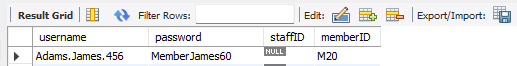 Result Grid Filter Rows: Edit: Export/Import:
username password staffID memberID
Adams.James.456 MemberJames60 NULL M20